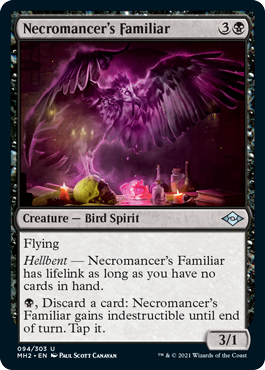 Necromancer's Familiar 3
Creature — Bird Spirit
Flying
Hellbent — Necromancer's Familiar
has lifelink as long as you have no
cards in hand.
, Discard a card: Necromancer's
Familiar gains indestructible until end
of turn. Tap it.
3/1
094/303 U
MH2 • EN Paul Scott Canavan ™ & © 2021 Wizards of the Coast